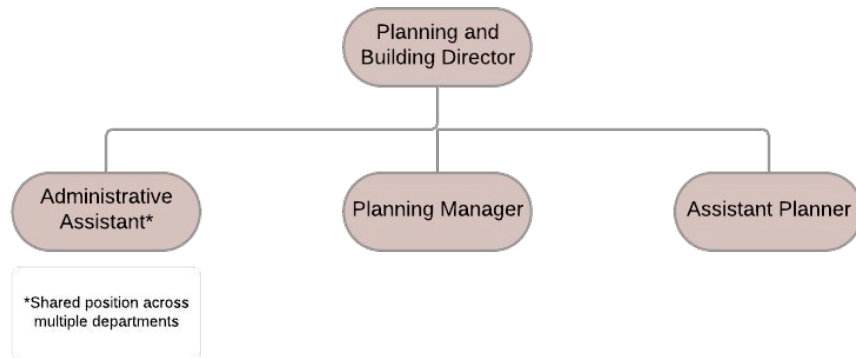 Planning and
Building Director
Administrative
Assistant*
Planning Manager
Assistant Planner
*Shared position across
multiple departments